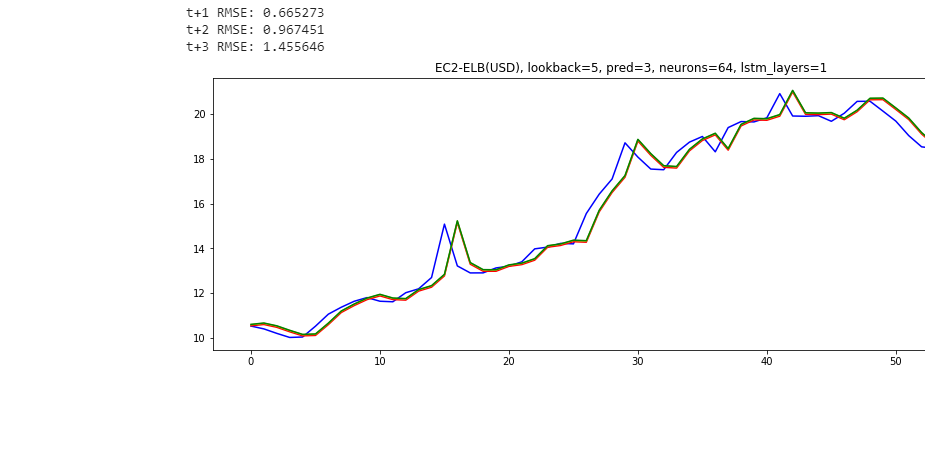 t+1 RMSE: 0.665273
t+2 RMSE: 0.967451
t+3 RMSE: 1.455646
EC2-ELB(USD), lookback=5, pred=3, neurons=64, lstm_layers=1
20
18
16
14
12
10
0 10 20 30 40 50